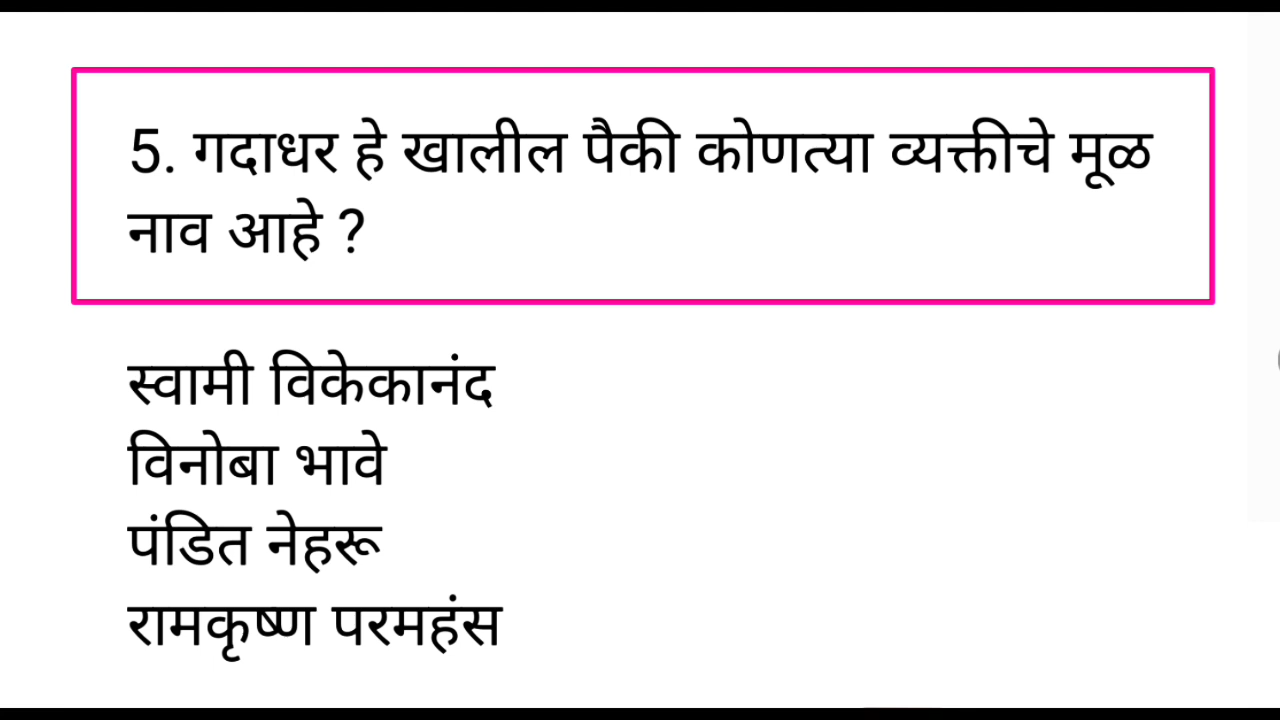 5. गदाधर हे खालील पैकी कोणत्या व्यक्तीचे मूळ
नाव आहे ?
स्वामी विकेकानंद
विनोबा भावे
पंडित नेहरू
रामकृष्ण परमहंस